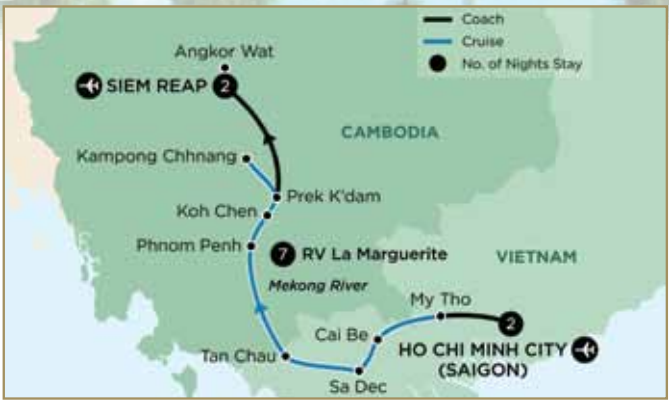 Coach
Cruise
No. of Nights Stay
Angkor Wat
SIEM REAP 2
CAMBODIA
Kampong Chhnang
Prek K'dam
Koh Chen
Phnom Penh
7 RV La Marguerite
VIETNAM
Mekong River
My Tho
2
Cai Be
HO CHI MINH CITY
(SAIGON)
Tan Chau
Sa Dec